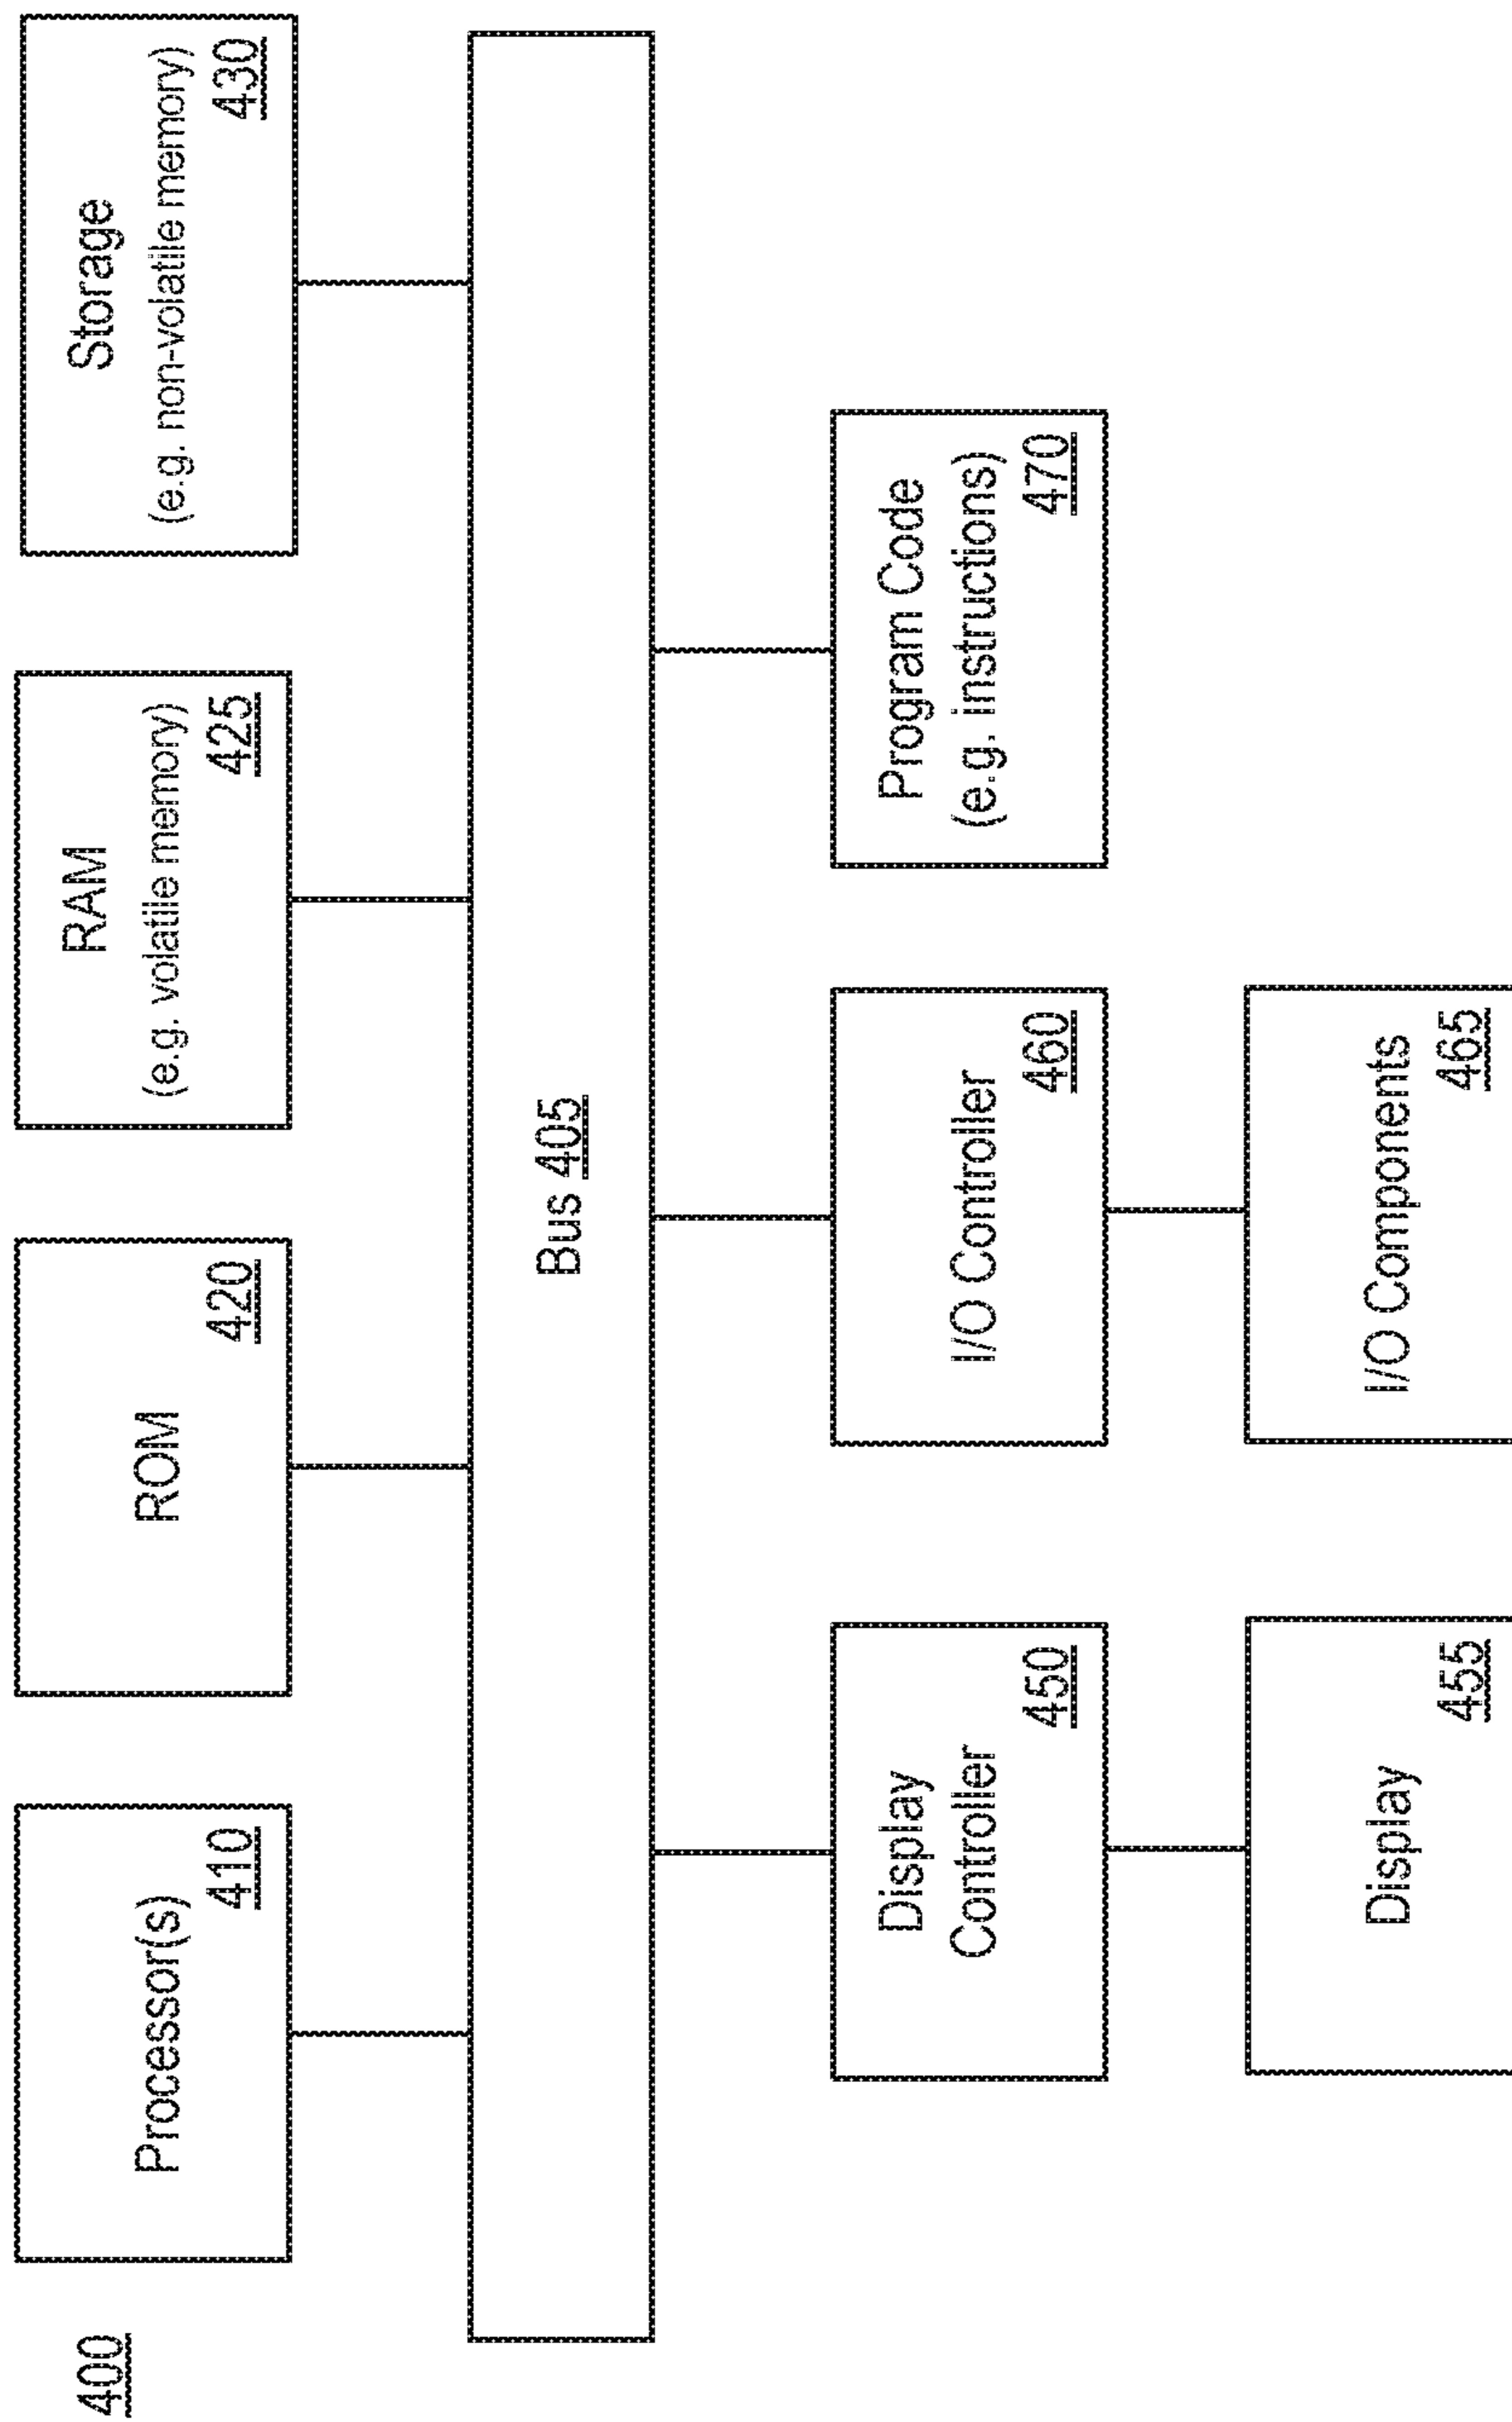 400
Processor(s)
410
ROM
420
RAM
(e.g. volatile memory)
425
Storage
(e.g. non-volatile memory)
430
Bus 405
Display
Controller
450
I/O Controller
460
Program Code
(e.g. instructions)
470
Display
455
I/O Components
465